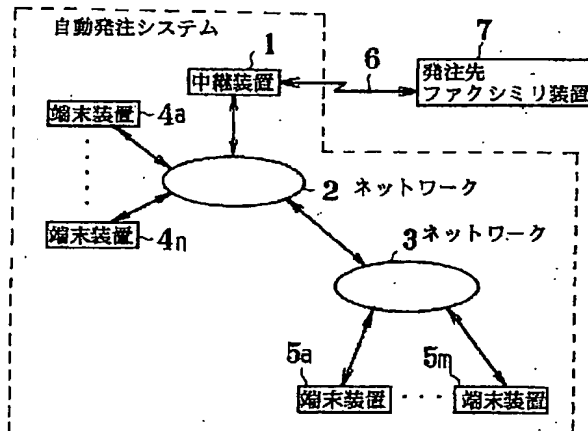 自動発注システム
1
中継装置
6
7
発注先
ファクシミリ装置
端末装置
4a
端末装置
4n
2 ネットワーク
3 ネットワーク
5a
端末装置
5m
端末装置